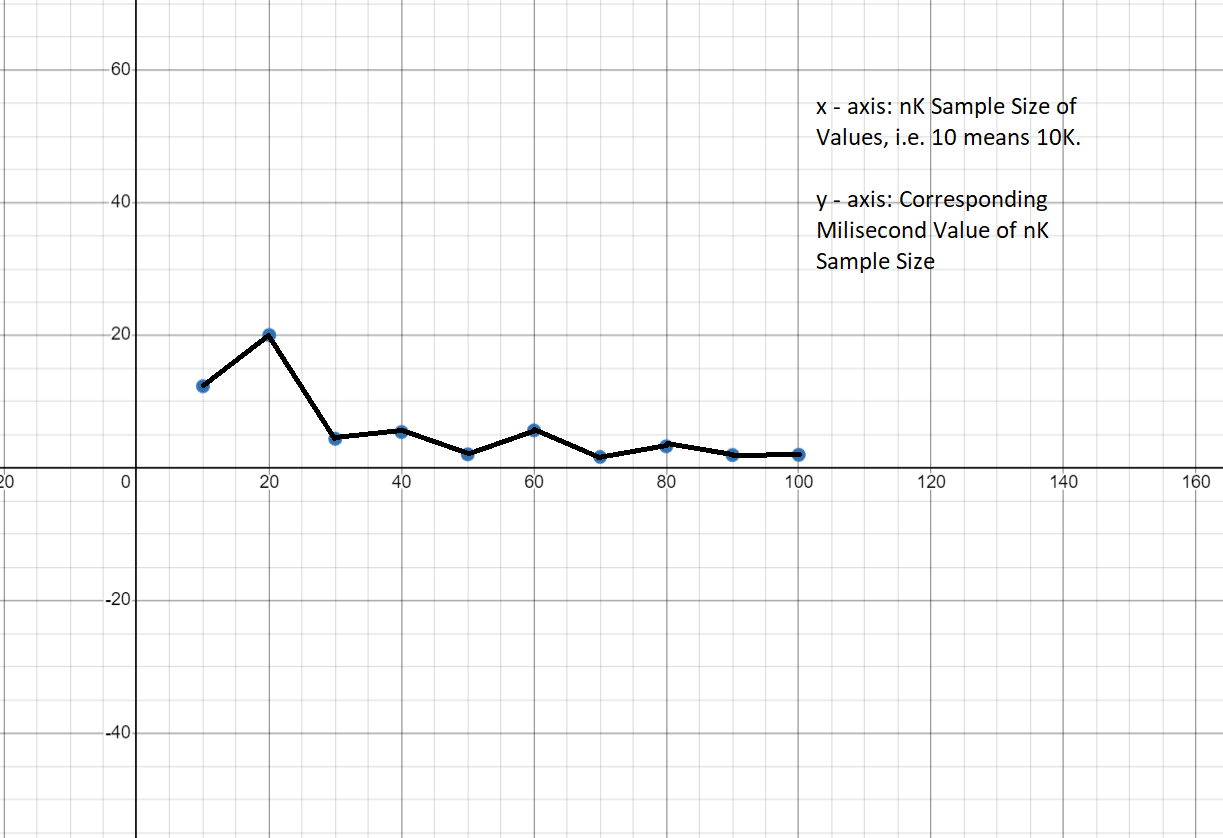 60
x - axis: nK Sample Size of
Values, i.e. 10 means 10K.
40
y - axis: Corresponding
Milisecond Value of nK
Sample Size
20
20 0 20 40 60 80 100 120 140 160
-20
-40